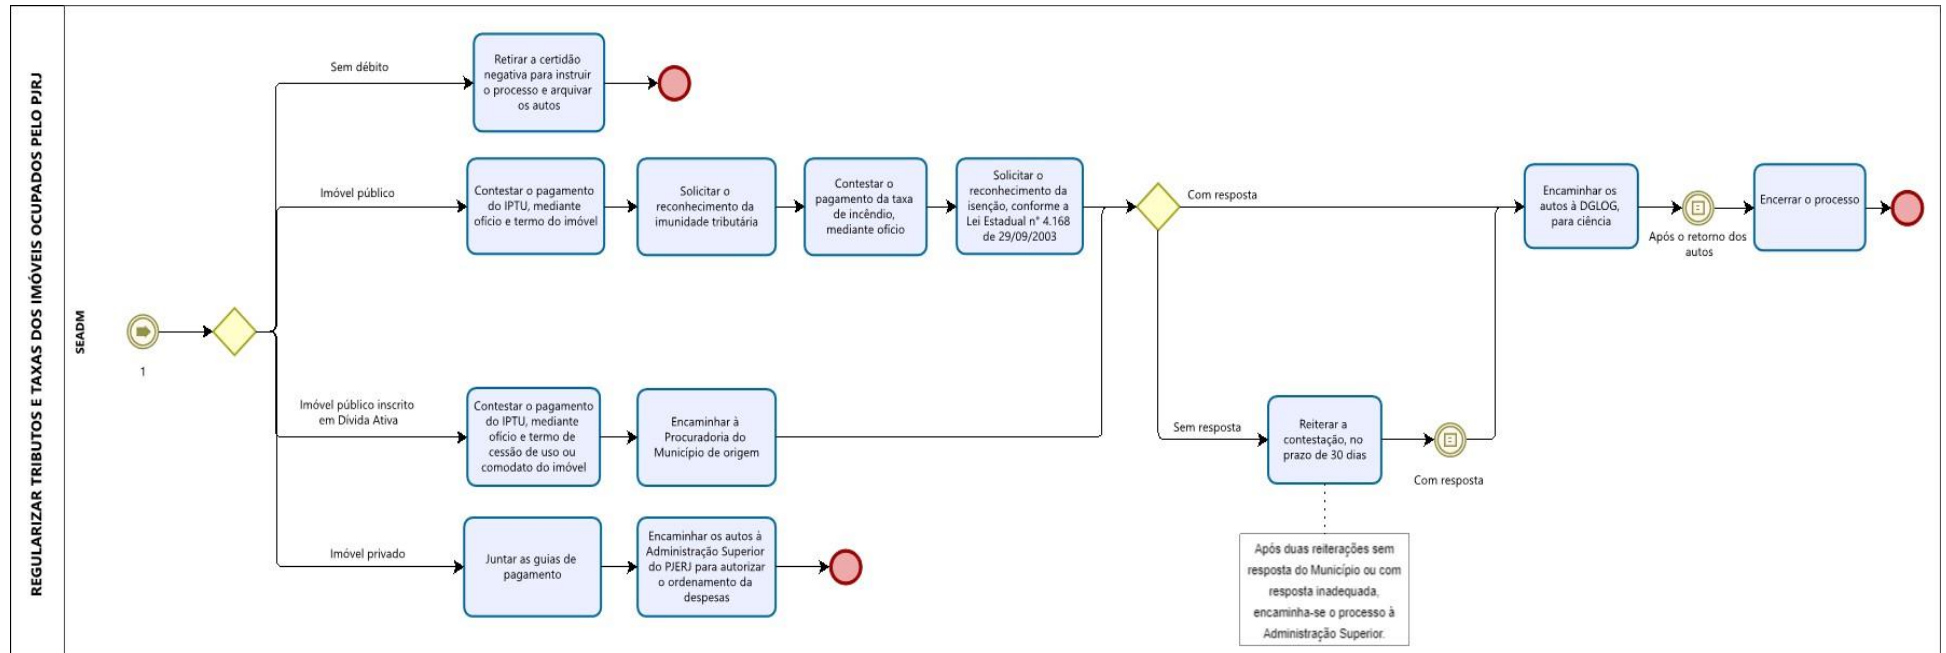 REGULARIZAR TRIBUTOS E TAXAS DOS IMÓVEIS OCUPADOS PELO PJRJ
SEADM
1
Sem débito
Retirar a certidão
negativa para instruir
o processo e arquivar
os autos
Imóvel público
Contestar o pagamento
do IPTU, mediante
ofício e termo do imóvel
Solicitar o
reconhecimento da
imunidade tributária
Contestar o
pagamento da taxa
de incêndio,
mediante ofício
Solicitar o
reconhecimento da
isenção, conforme a
Lei Estadual n° 4.168
de 29/09/2003
Com resposta
Encaminhar os
autos à DGLOG,
para ciência
Após o retorno dos
autos
Encerrar o processo
Imóvel público inscrito
em Dívida Ativa
Contestar o pagamento
do IPTU, mediante
ofício e termo de
cessão de uso ou
comodato do imóvel
Encaminhar à
Procuradoria do
Município de origem
Sem resposta
Reiterar a
contestação, no
prazo de 30 dias
Com resposta
Imóvel privado
Juntar as guias de
pagamento
Encaminhar os autos à
Administração Superior
do PJERJ para autorizar
o ordenamento da
despesas
Após duas reiterações sem
resposta do Município ou com
resposta inadequada,
encaminha-se o processo à
Administração Superior.